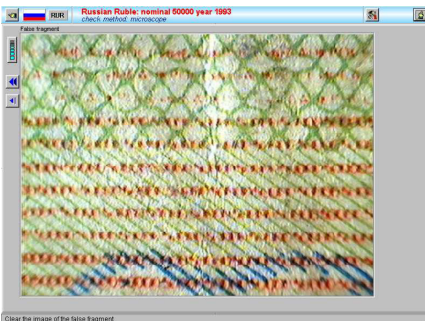 RUR Russian Ruble: nominal 50000 year 1993
check method: microscope
False fragment
Clear the image of the false fragment